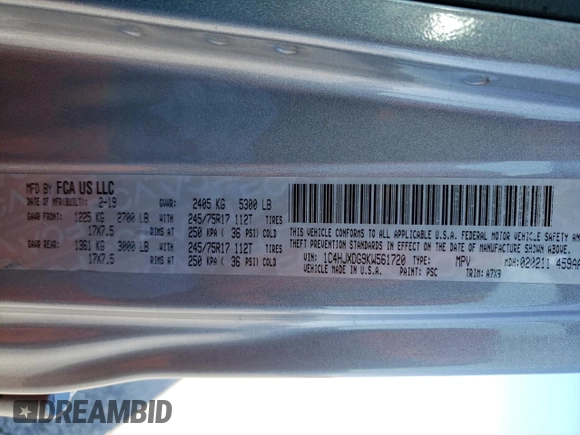 MFD BY FCA US LLC
DATE OF MFR(BUILT): 2-19 GVWR: 2405 KG 5300 LB
GAWR FRONT: 1225 KG 2700 LB WITH 245/75R17 112T TIRES
17X7.5 RIMS AT 250 KPA ( 36 PSI) COLD
GAWR REAR: 1361 KG 3000 LB WITH 245/75R17 112T TIRES
17X7.5 RIMS AT 250 KPA ( 36 PSI) COLD
THIS VEHICLE CONFORMS TO ALL APPLICABLE U.S.A. FEDERAL MOTOR VEHICLE SAFETY AN
THEFT PREVENTION STANDARDS IN EFFECT ON THE DATE OF MANUFACTURE SHOWN ABOVE.
VIN: 1C4HJXDG9KW561720 TYPE: MPV MDH: 020211 459AA
VEHICLE MADE IN U.S.A. PAINT: PSC TRIM: A7X9
DREAMBID